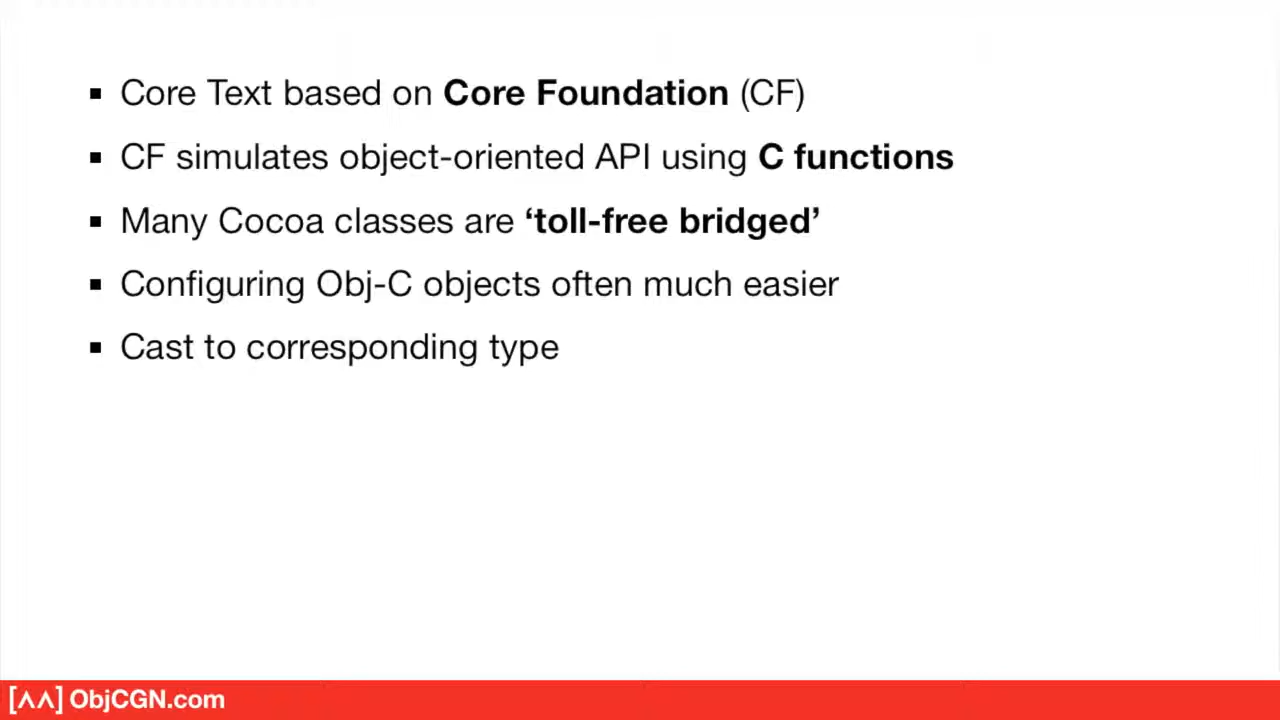 ▪ Core Text based on Core Foundation (CF)
▪ CF simulates object-oriented API using C functions
▪ Many Cocoa classes are ‘toll-free bridged’
▪ Configuring Obj-C objects often much easier
▪ Cast to corresponding type
[ʌʌ] ObjCGN.com